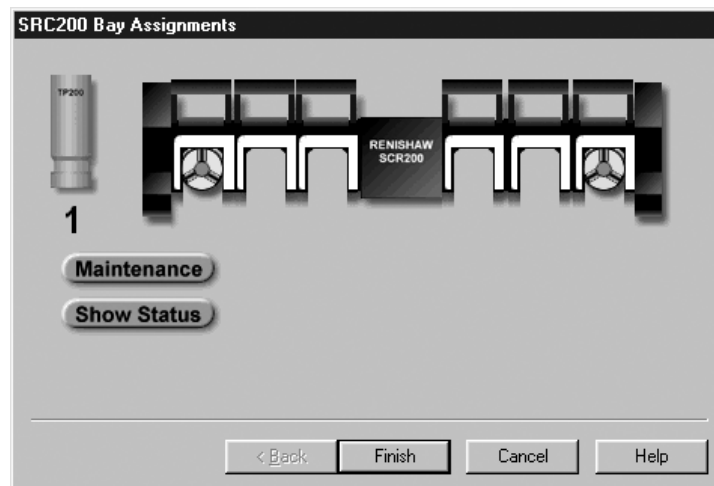 SRC200 Bay Assignments
TP200
RENISHAW
SCR200
1
Maintenance
Show Status
< Back
Finish
Cancel
Help